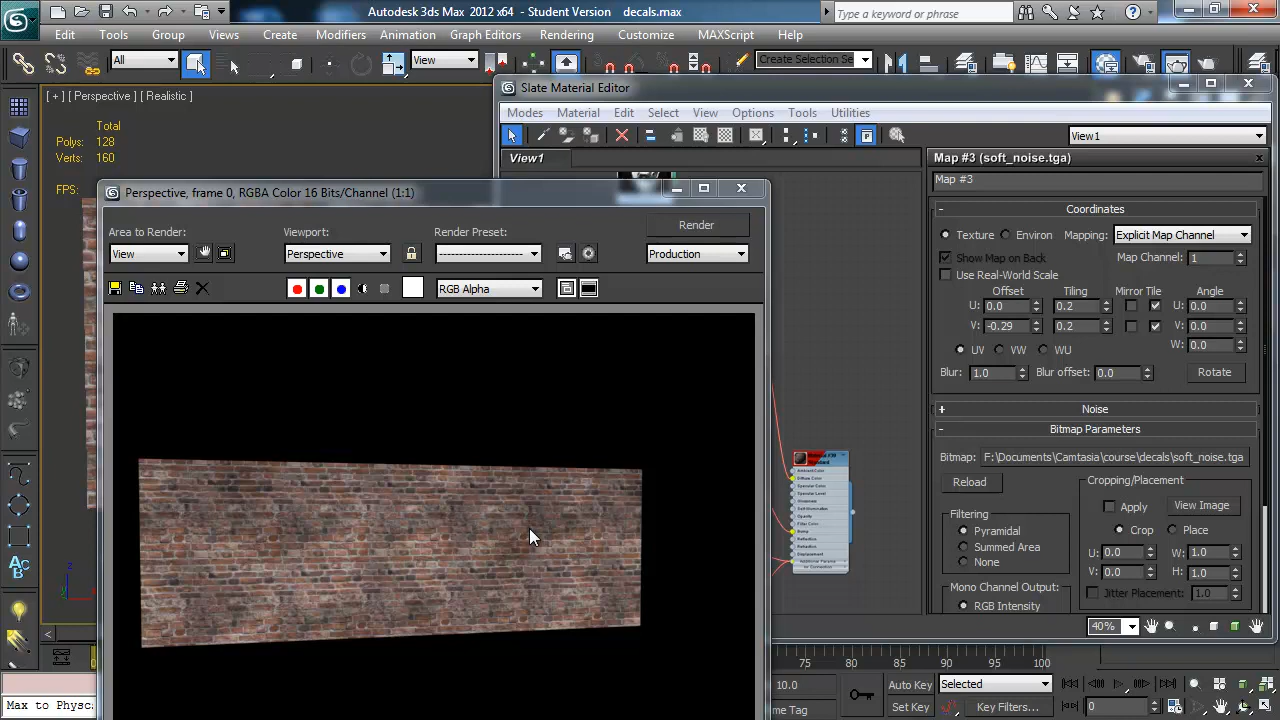 Autodesk 3ds Max 2012 x64 - Student Version decals.max
Type a keyword or phrase
Edit Tools Group Views Create Modifiers Animation Graph Editors Rendering Customize MAXScript Help
All
View
Create Selection Se
[ + ] [ Perspective ] [ Realistic ]
Total
Polys: 128
Verts: 160
FPS:
Slate Material Editor
Modes Material Edit Select View Options Tools Utilities
View1
View1
Map #3 (soft_noise.tga)
Map #3
Coordinates
Texture Environ Mapping: Explicit Map Channel
Show Map on Back Map Channel: 1
Use Real-World Scale
Offset Tiling Mirror Tile Angle
U: 0.0 0.2 U: 0.0
V: -0.29 0.2 V: 0.0
W: 0.0
UV VW WU
Blur: 1.0 Blur offset: 0.0 Rotate
Noise
Bitmap Parameters
Bitmap: F:\Documents\Camtasia\course\decals\soft_noise.tga
Reload
Cropping/Placement
Apply View Image
Filtering
Pyramidal
Summed Area
None
Crop Place
U: 0.0 W: 1.0
V: 0.0 H: 1.0
Jitter Placement: 1.0
Mono Channel Output:
RGB Intensity
40%
Perspective, frame 0, RGBA Color 16 Bits/Channel (1:1)
Area to Render:
View
Viewport:
Perspective
Render Preset:
--------------------
Render
Production
RGB Alpha
z
75 80 85 90 95 100
10.0
Auto Key Selected
me Tag
Set Key Key Filters...
0
Max to Physc